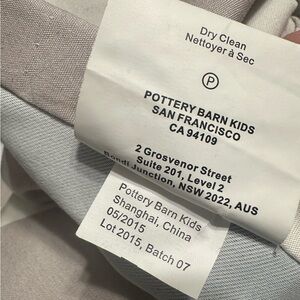 Dry Clean
Nettoyer à Sec
P
POTTERY BARN KIDS
SAN FRANCISCO
CA 94109
2 Grosvenor Street
Suite 201, Level 2
Bondi Junction, NSW 2022, AUS
Pottery Barn Kids
Shanghai, China
05/2015
Lot 2015, Batch 07